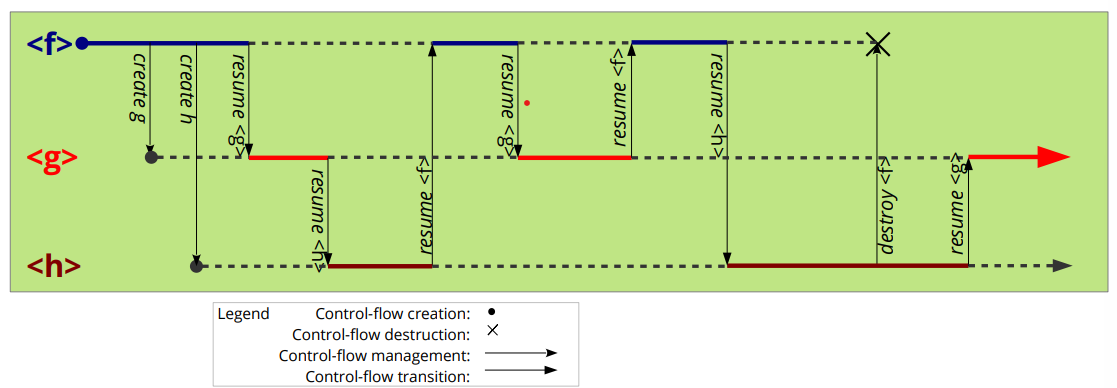 <f>
create g
create h
resume <g>
resume <f>
resume <g>
resume <f>
resume <h>
<g>
resume <h>
destroy <f>
resume <g>
<h>
Legend
Control-flow creation:
Control-flow destruction:
Control-flow management:
Control-flow transition: